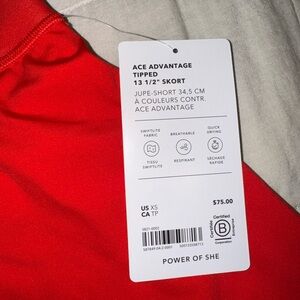 ACE ADVANTAGE
TIPPED
13 1/2" SKORT
JUPE-SHORT 34,5 CM
À COULEURS CONTR.
ACE ADVANTAGE
SWIFTLITE
FABRIC
BREATHABLE
QUICK
DRYING
TISSU
SWIFTLITE
RESPIRANT
SÉCHAGE
RAPIDE
US XS
CA TP
$75.00
Certified
B
Corporation
POWER OF SHE